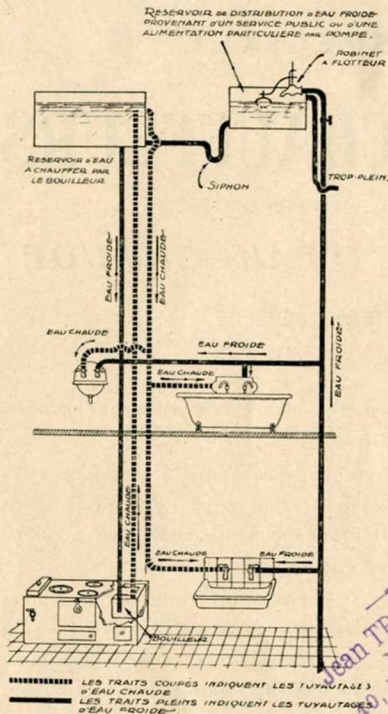 RESERVOIR DE DISTRIBUTION D'EAU FROIDE
PROVENANT D'UN SERVICE PUBLIC OU D'UNE
ALIMENTATION PARTICULIERE PAR POMPE.
ROBINET
A FLOTTEUR
RESERVOIR D'EAU
A CHAUFFER PAR
LE BOUILLEUR
SIPHON
TROP-PLEIN.
EAU FROIDE
EAU CHAUDE
EAU CHAUDE
EAU FROIDE
EAU CHAUDE
EAU FROIDE
EAU CHAUDE
EAU CHAUDE
EAU FROIDE
BOUILLEUR
Jean
LES TRAITS COUPÉS INDIQUENT LES TUYAUTAGES
D'EAU CHAUDE
LES TRAITS PLEINS INDIQUENT LES TUYAUTAGES
D'EAU FROIDE